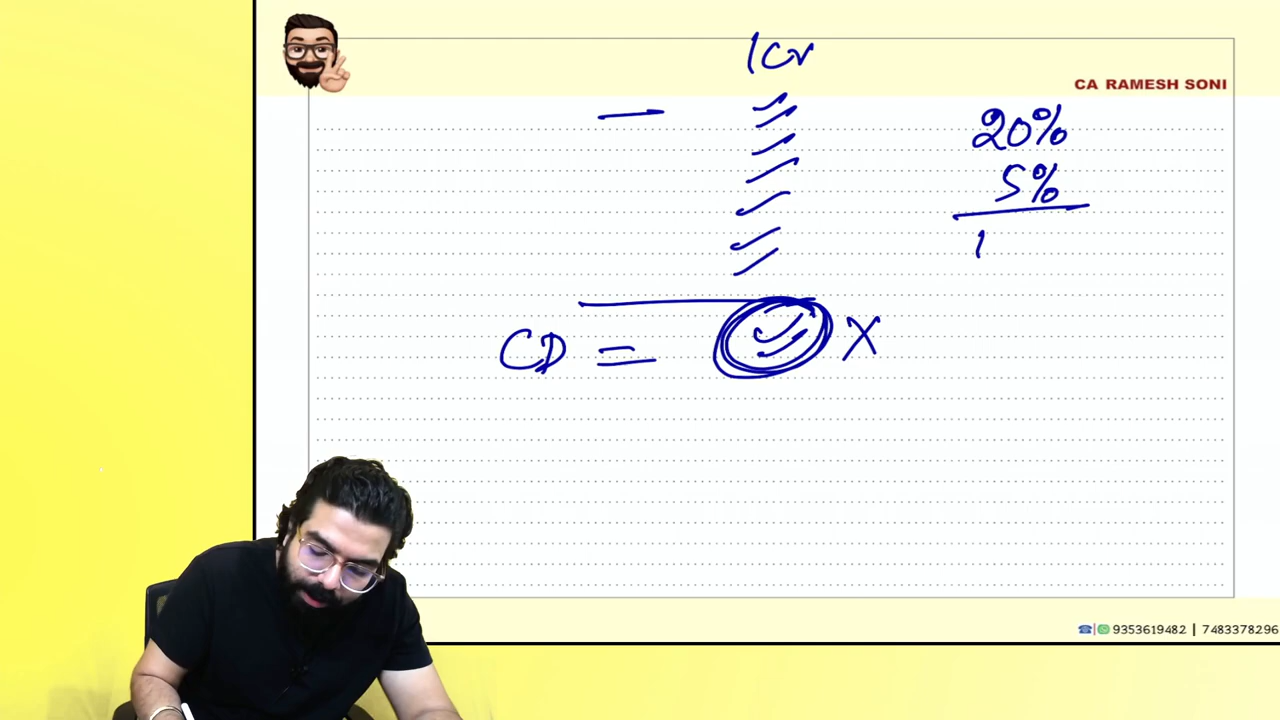 1Cr
CA RAMESH SONI
20%
5%
1
CD = X
9353619482 | 7483378296